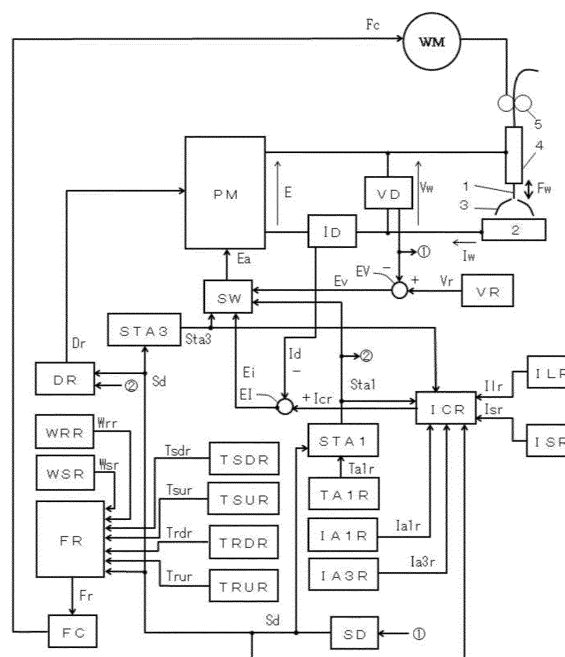 Fc
WM
5
4
PM
E
VD
Vw
1
Fw
3
2
ID
Iw
①
Ea
EV
−
+
Ev
Vr
VR
SW
STA3
Sta3
Dr
Id
②
Sd
Ei
−
Sta1
DR
②
EI
+
Icr
ICR
Ilr
ILR
Isr
ISR
WRR
Wrr
STA1
WSR
Wsr
Tsdr
TSDR
Ta1r
TA1R
Tsur
TSUR
Ia1r
IA1R
FR
Trdr
TRDR
Ia3r
IA3R
Trur
TRUR
Fr
Sd
FC
SD
①